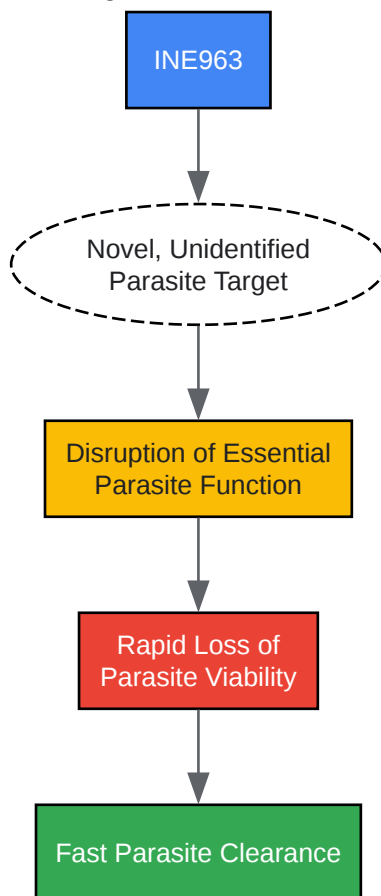 INE963
Novel, Unidentified
Parasite Target
Disruption of Essential
Parasite Function
Rapid Loss of
Parasite Viability
Fast Parasite Clearance